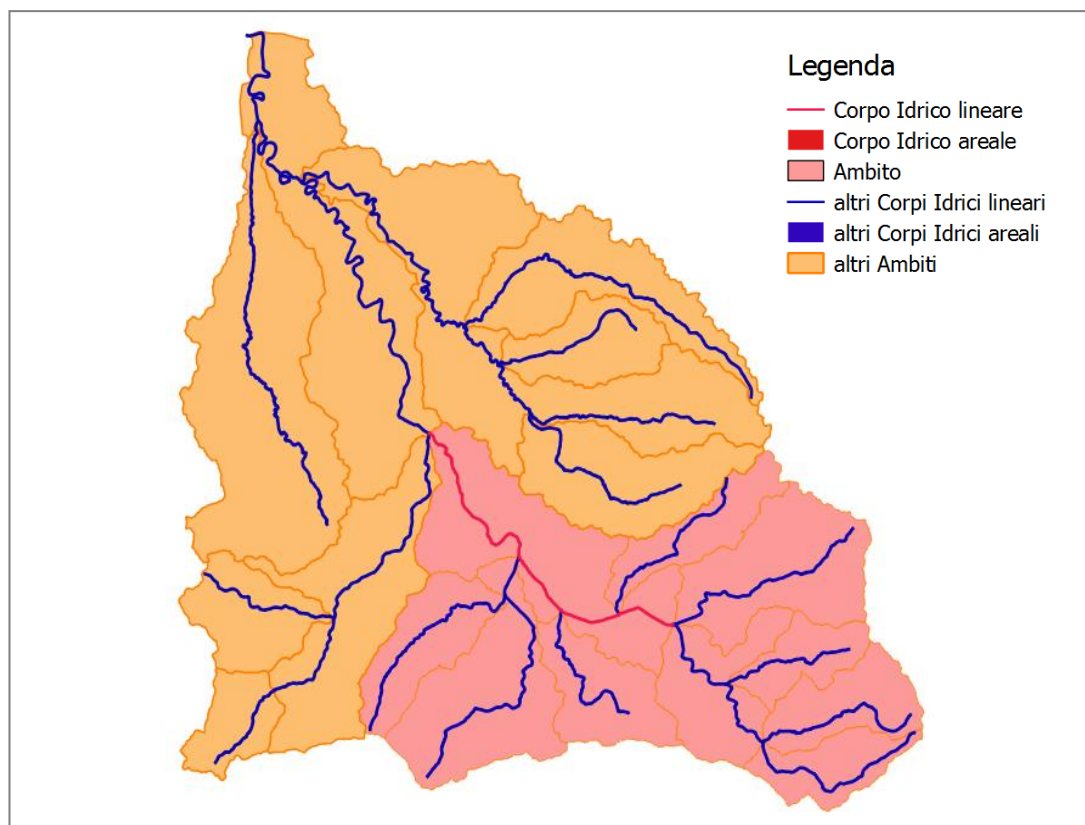 Legenda
Corpo Idrico lineare
Corpo Idrico areale
Ambito
altri Corpi Idrici lineari
altri Corpi Idrici areali
altri Ambiti